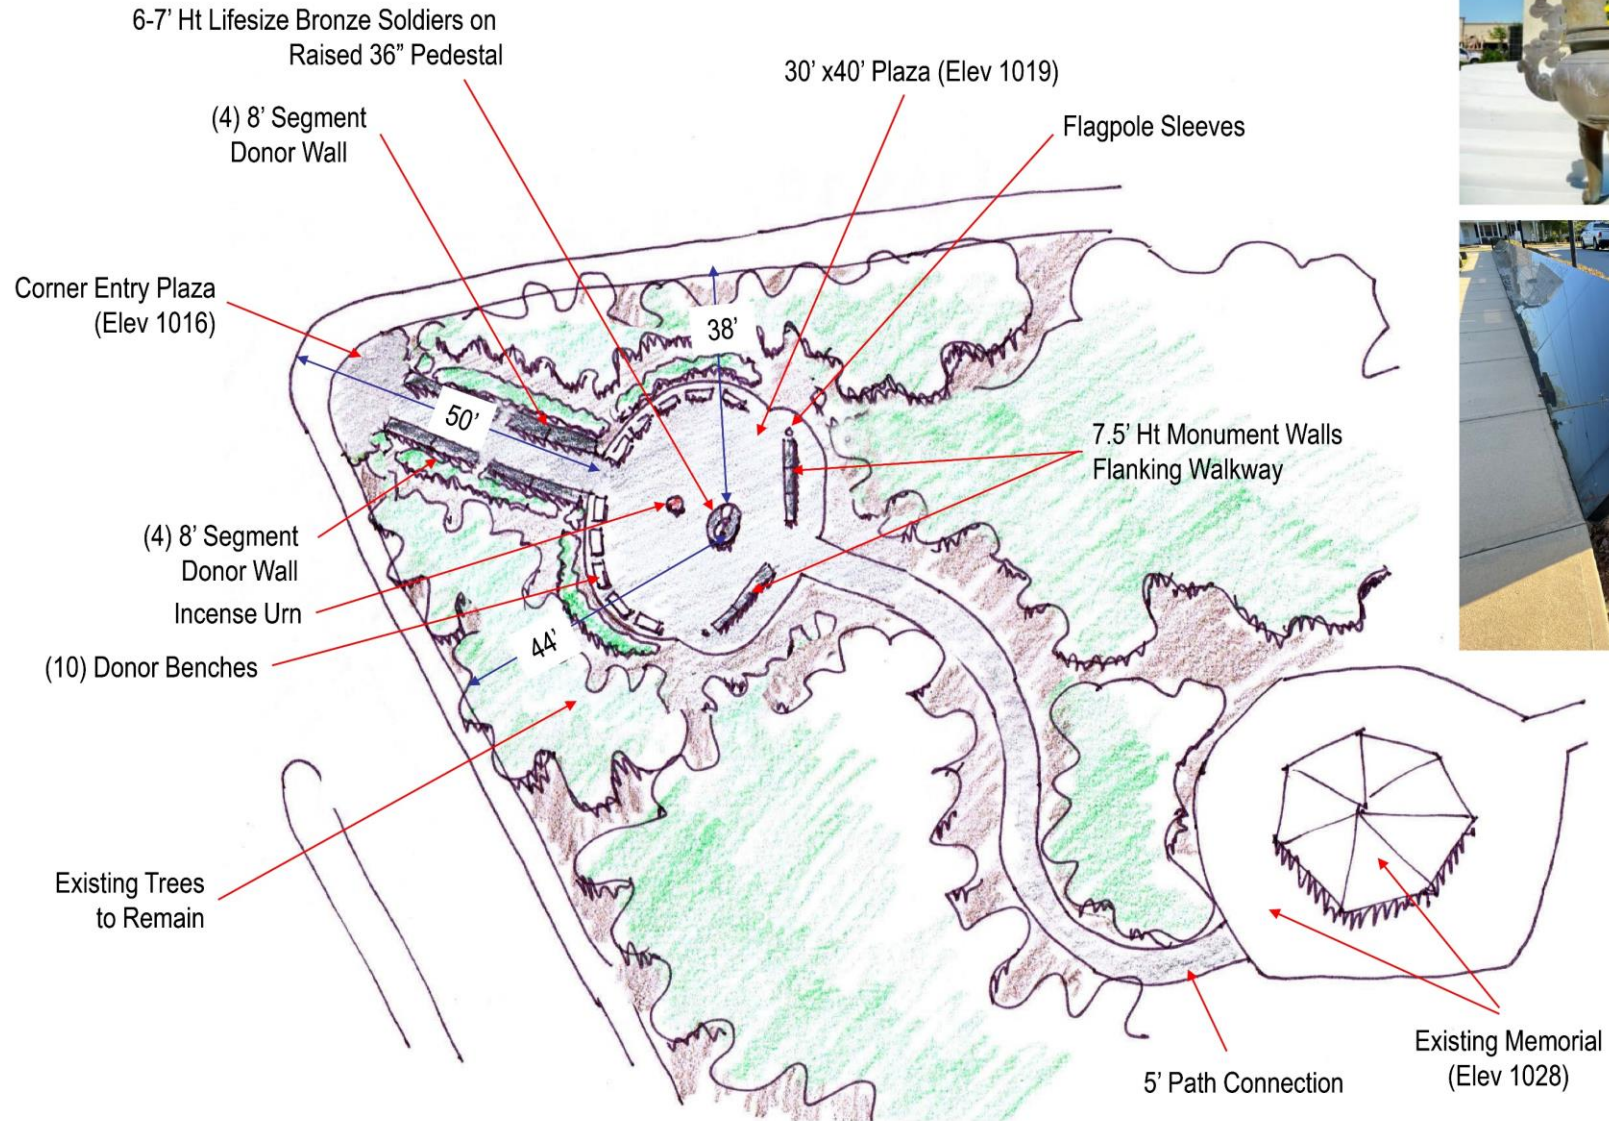 6-7’ Ht Lifesize Bronze Soldiers on
Raised 36” Pedestal
30’ x40’ Plaza (Elev 1019)
(4) 8’ Segment
Donor Wall
Flagpole Sleeves
Corner Entry Plaza
(Elev 1016)
38’
50’
7.5' Ht Monument Walls
Flanking Walkway
(4) 8’ Segment
Donor Wall
Incense Urn
44’
(10) Donor Benches
Existing Trees
to Remain
Existing Memorial
(Elev 1028)
5’ Path Connection